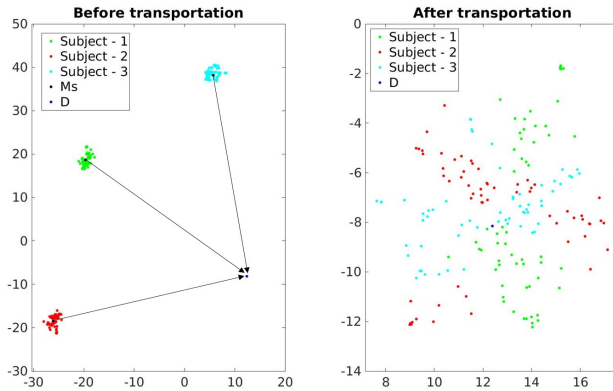 Before transportation
50
40
30
20
10
0
-10
-20
-30
-30
-20
-10
0
10
20
Subject - 1
Subject - 2
Subject - 3
Ms
D
After transportation
0
-2
-4
-6
-8
-10
-12
-14
8
10
12
14
16
Subject - 1
Subject - 2
Subject - 3
D